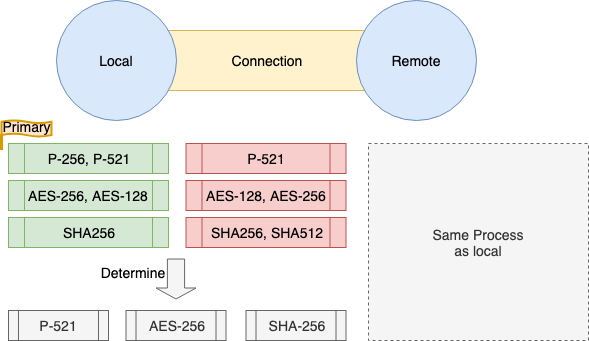 Local
Connection
Remote
Primary
P-256, P-521
P-521
AES-256, AES-128
AES-128, AES-256
SHA256
SHA256, SHA512
Same Process
as local
Determine
P-521
AES-256
SHA-256